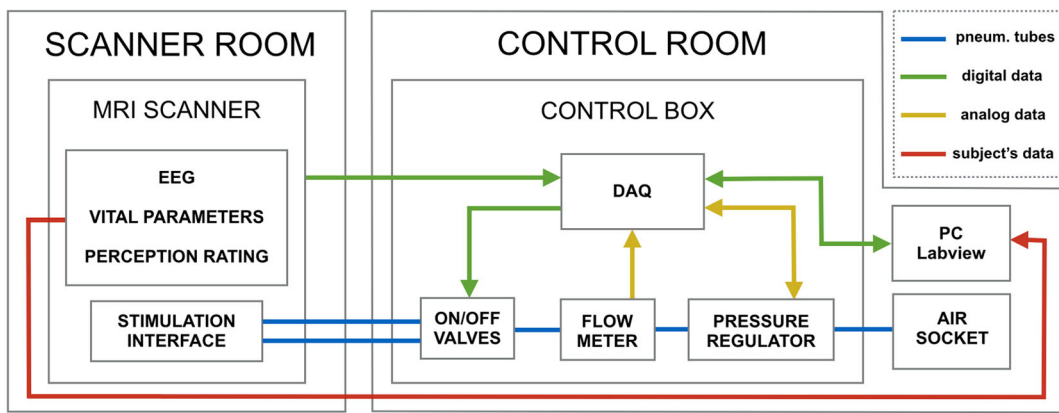 SCANNER ROOM
MRI SCANNER
EEG
VITAL PARAMETERS
PERCEPTION RATING
STIMULATION
INTERFACE
CONTROL ROOM
CONTROL BOX
DAQ
ON/OFF
VALVES
FLOW
METER
PRESSURE
REGULATOR
PC
Labview
AIR
SOCKET
pneum. tubes
digital data
analog data
subject's data